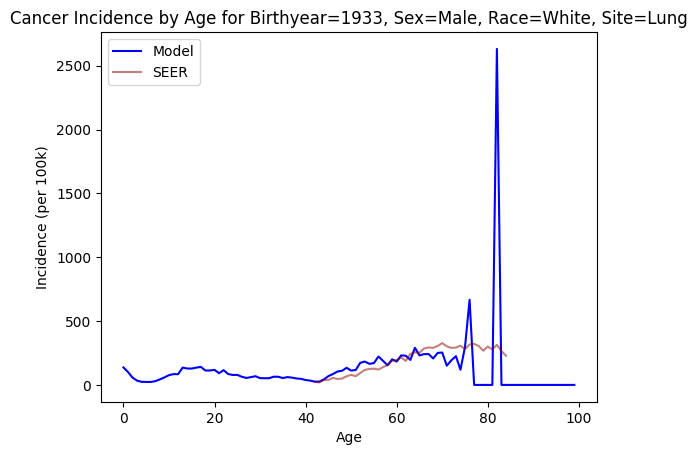 Cancer Incidence by Age for Birthyear=1933, Sex=Male, Race=White, Site=Lung
Model
SEER
2500
2000
1500
1000
500
0
Incidence (per 100k)
0 20 40 60 80 100
Age